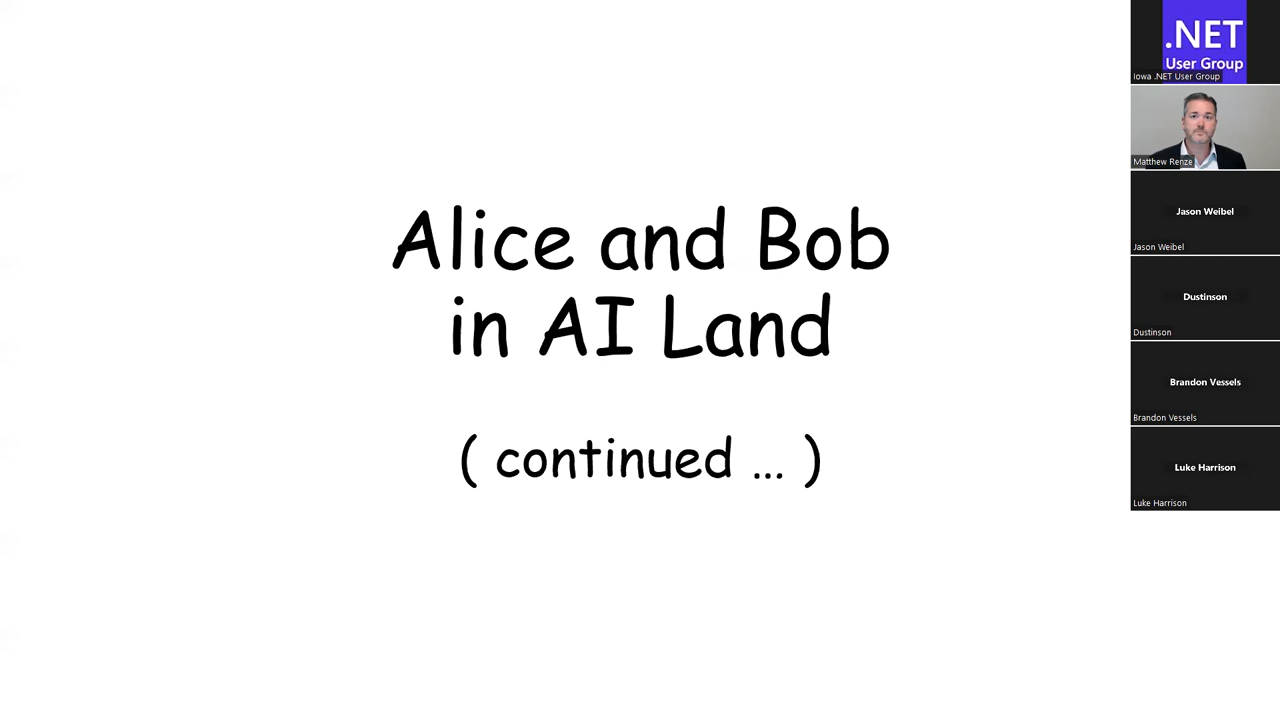 Alice and Bob
in AI Land
( continued ... )
.NET
User Group
Iowa .NET User Group
Matthew Renze
Jason Weibel
Jason Weibel
Dustinson
Dustinson
Brandon Vessels
Brandon Vessels
Luke Harrison
Luke Harrison